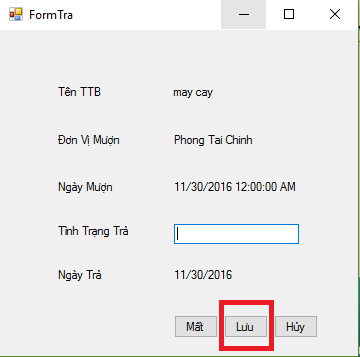 FormTra
Tên TTB may cay
Đơn Vị Mượn Phong Tai Chinh
Ngày Mượn 11/30/2016 12:00:00 AM
Tình Trạng Trả
Ngày Trả 11/30/2016
Mất Lưu Hủy